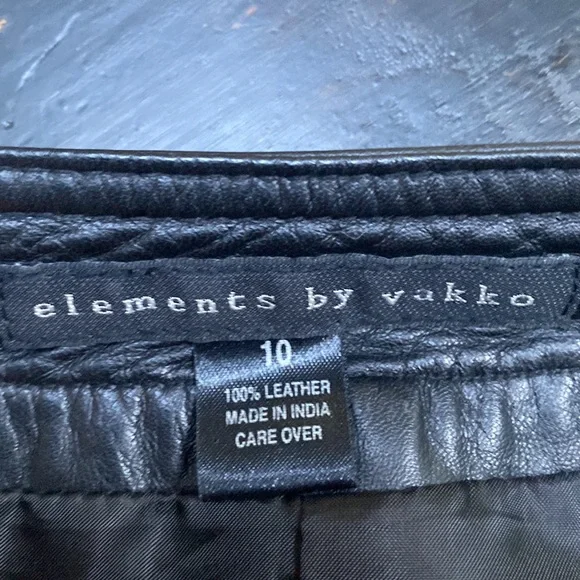 elements by vakko
10
100% LEATHER
MADE IN INDIA
CARE OVER